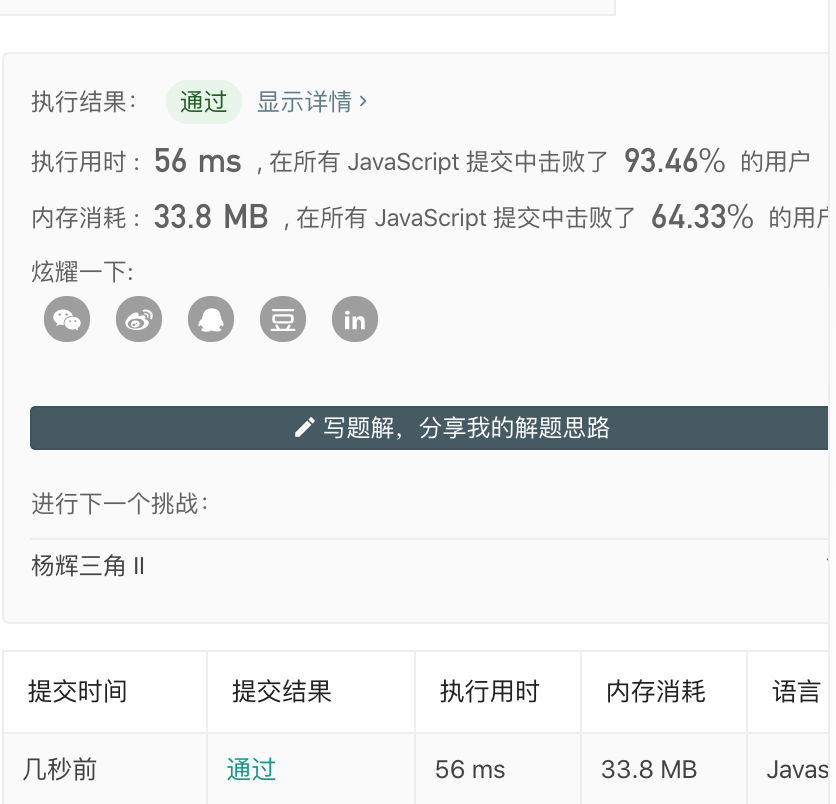 执行结果： 通过 显示详情 ›
执行用时 : 56 ms , 在所有 JavaScript 提交中击败了 93.46% 的用户
内存消耗 : 33.8 MB , 在所有 JavaScript 提交中击败了 64.33% 的用户
炫耀一下:
豆 in
写题解，分享我的解题思路
进行下一个挑战：
杨辉三角 II
提交时间 提交结果 执行用时 内存消耗 语言
几秒前 通过 56 ms 33.8 MB Javas